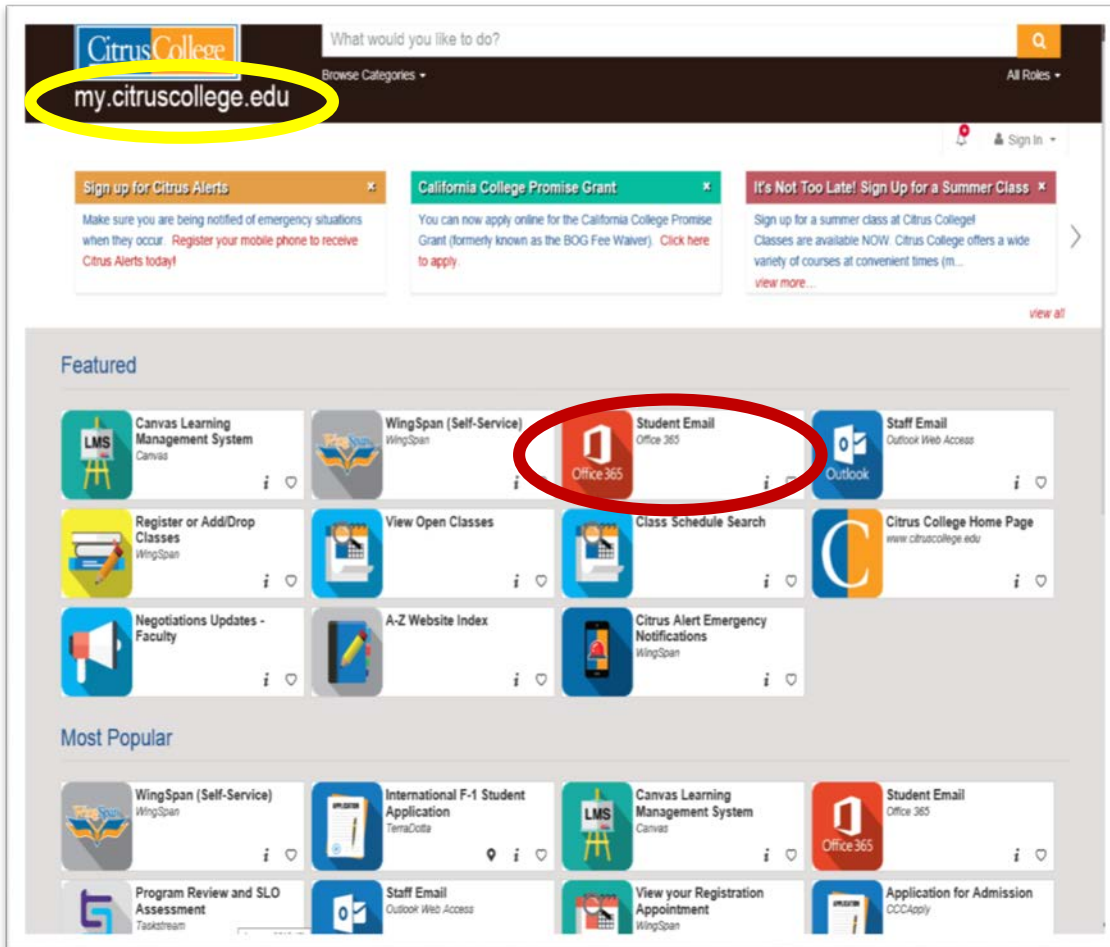 CitrusCollege
What would you like to do?
Browse Categories
All Roles
my.citruscollege.edu
Sign In
Sign up for Citrus Alerts
Make sure you are being notified of emergency situations
when they occur. Register your mobile phone to receive
Citrus Alerts today!
California College Promise Grant
You can now apply online for the California College Promise
Grant (formerly known as the BOG Fee Waiver). Click here
to apply.
It's Not Too Late! Sign Up for a Summer Class
Sign up for a summer class at Citrus College!
Classes are available NOW. Citrus College offers a wide
variety of courses at convenient times (m...
view more...
view all
Featured
LMS
Canvas Learning
Management System
Canvas
WingSpan
WingSpan (Self-Service)
WingSpan
Office 365
Student Email
Office 365
Outlook
Staff Email
Outlook Web Access
Register or Add/Drop
Classes
WingSpan
View Open Classes
Class Schedule Search
C
Citrus College Home Page
www.citruscollege.edu
Negotiations Updates -
Faculty
A-Z Website Index
Citrus Alert Emergency
Notifications
WingSpan
Most Popular
WingSpan
WingSpan (Self-Service)
WingSpan
APPLICATION
International F-1 Student
Application
TerraDotta
LMS
Canvas Learning
Management System
Canvas
Office 365
Student Email
Office 365
Program Review and SLO
Assessment
Taskstream
Staff Email
Outlook Web Access
View your Registration
Appointment
WingSpan
APPLICATION
Application for Admission
CCCApply